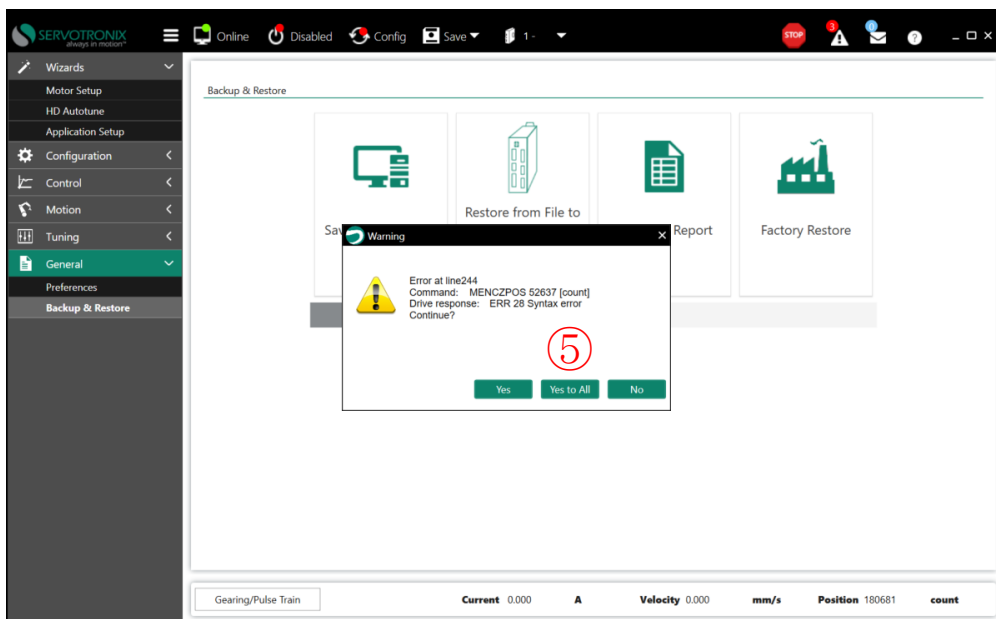 SERVOTRONIX
always in motion®
Online
Disabled
Config
Save
1 -
STOP
3
0
?
Wizards
Motor Setup
HD Autotune
Application Setup
Configuration
Control
Motion
Tuning
General
Preferences
Backup & Restore
Backup & Restore
Restore from File to
Report
Factory Restore
Warning
Error at line244
Command: MENCZPOS 52637 [count]
Drive response: ERR 28 Syntax error
Continue?
⑤
Yes
Yes to All
No
Gearing/Pulse Train
Current 0.000 A
Velocity 0.000 mm/s
Position 180681 count